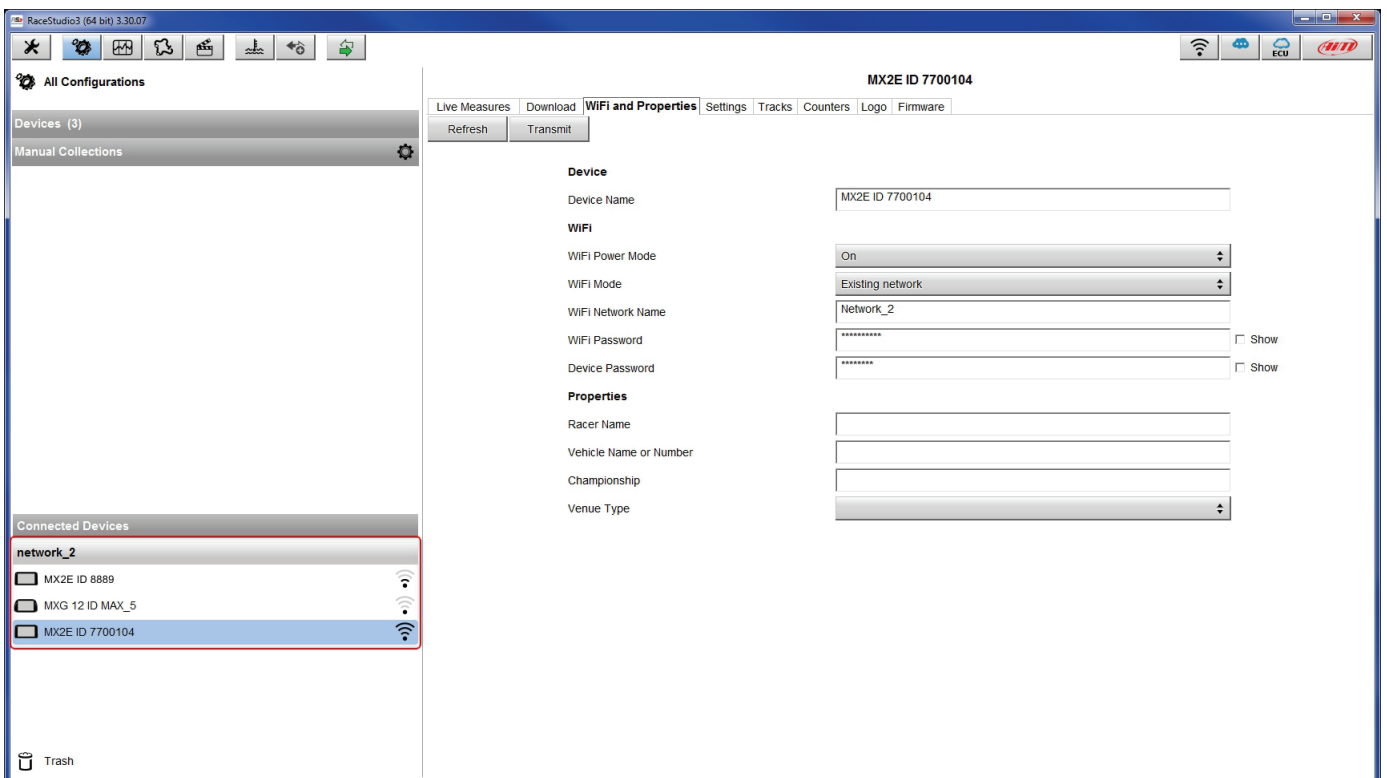 RaceStudio3 (64 bit) 3.30.07
ECU
AiM
All Configurations
Devices (3)
Manual Collections
Connected Devices
network_2
MX2E ID 8889
MXG 12 ID MAX_5
MX2E ID 7700104
Trash
MX2E ID 7700104
Live Measures Download WiFi and Properties Settings Tracks Counters Logo Firmware
Refresh Transmit
Device
Device Name MX2E ID 7700104
WiFi
WiFi Power Mode On
WiFi Mode Existing network
WiFi Network Name Network_2
WiFi Password ********** Show
Device Password ******** Show
Properties
Racer Name
Vehicle Name or Number
Championship
Venue Type